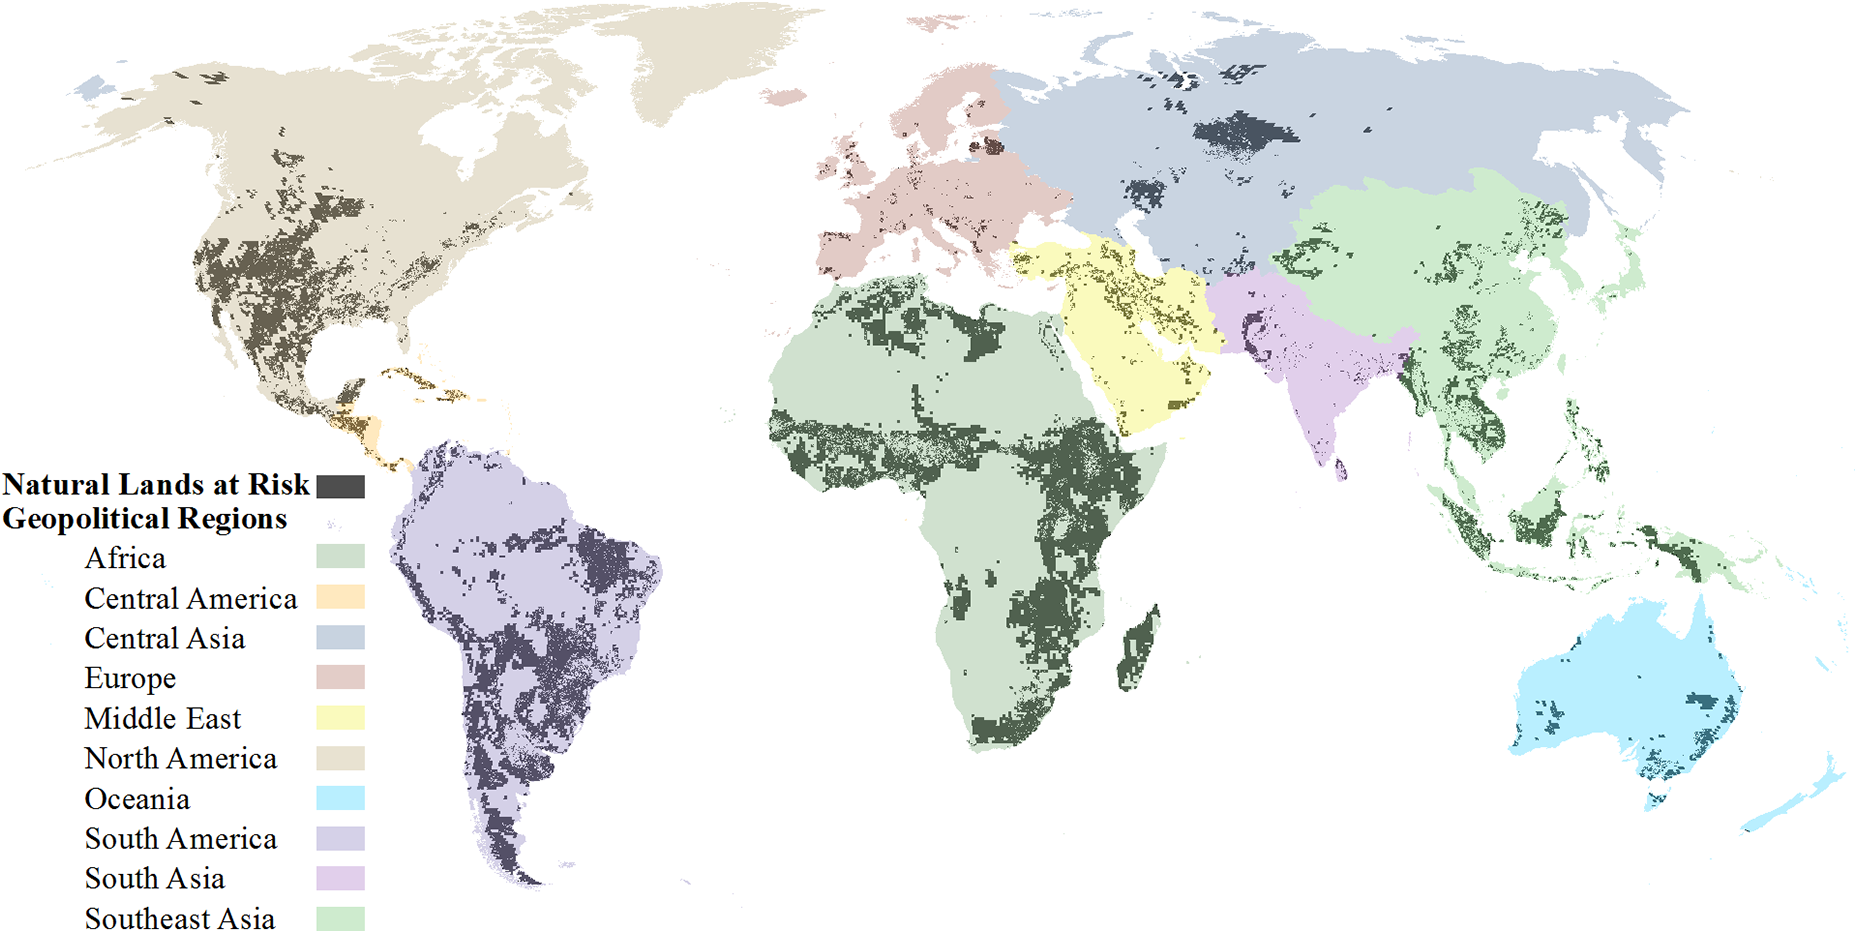 Natural Lands at Risk
Geopolitical Regions
Africa
Central America
Central Asia
Europe
Middle East
North America
Oceania
South America
South Asia
Southeast Asia